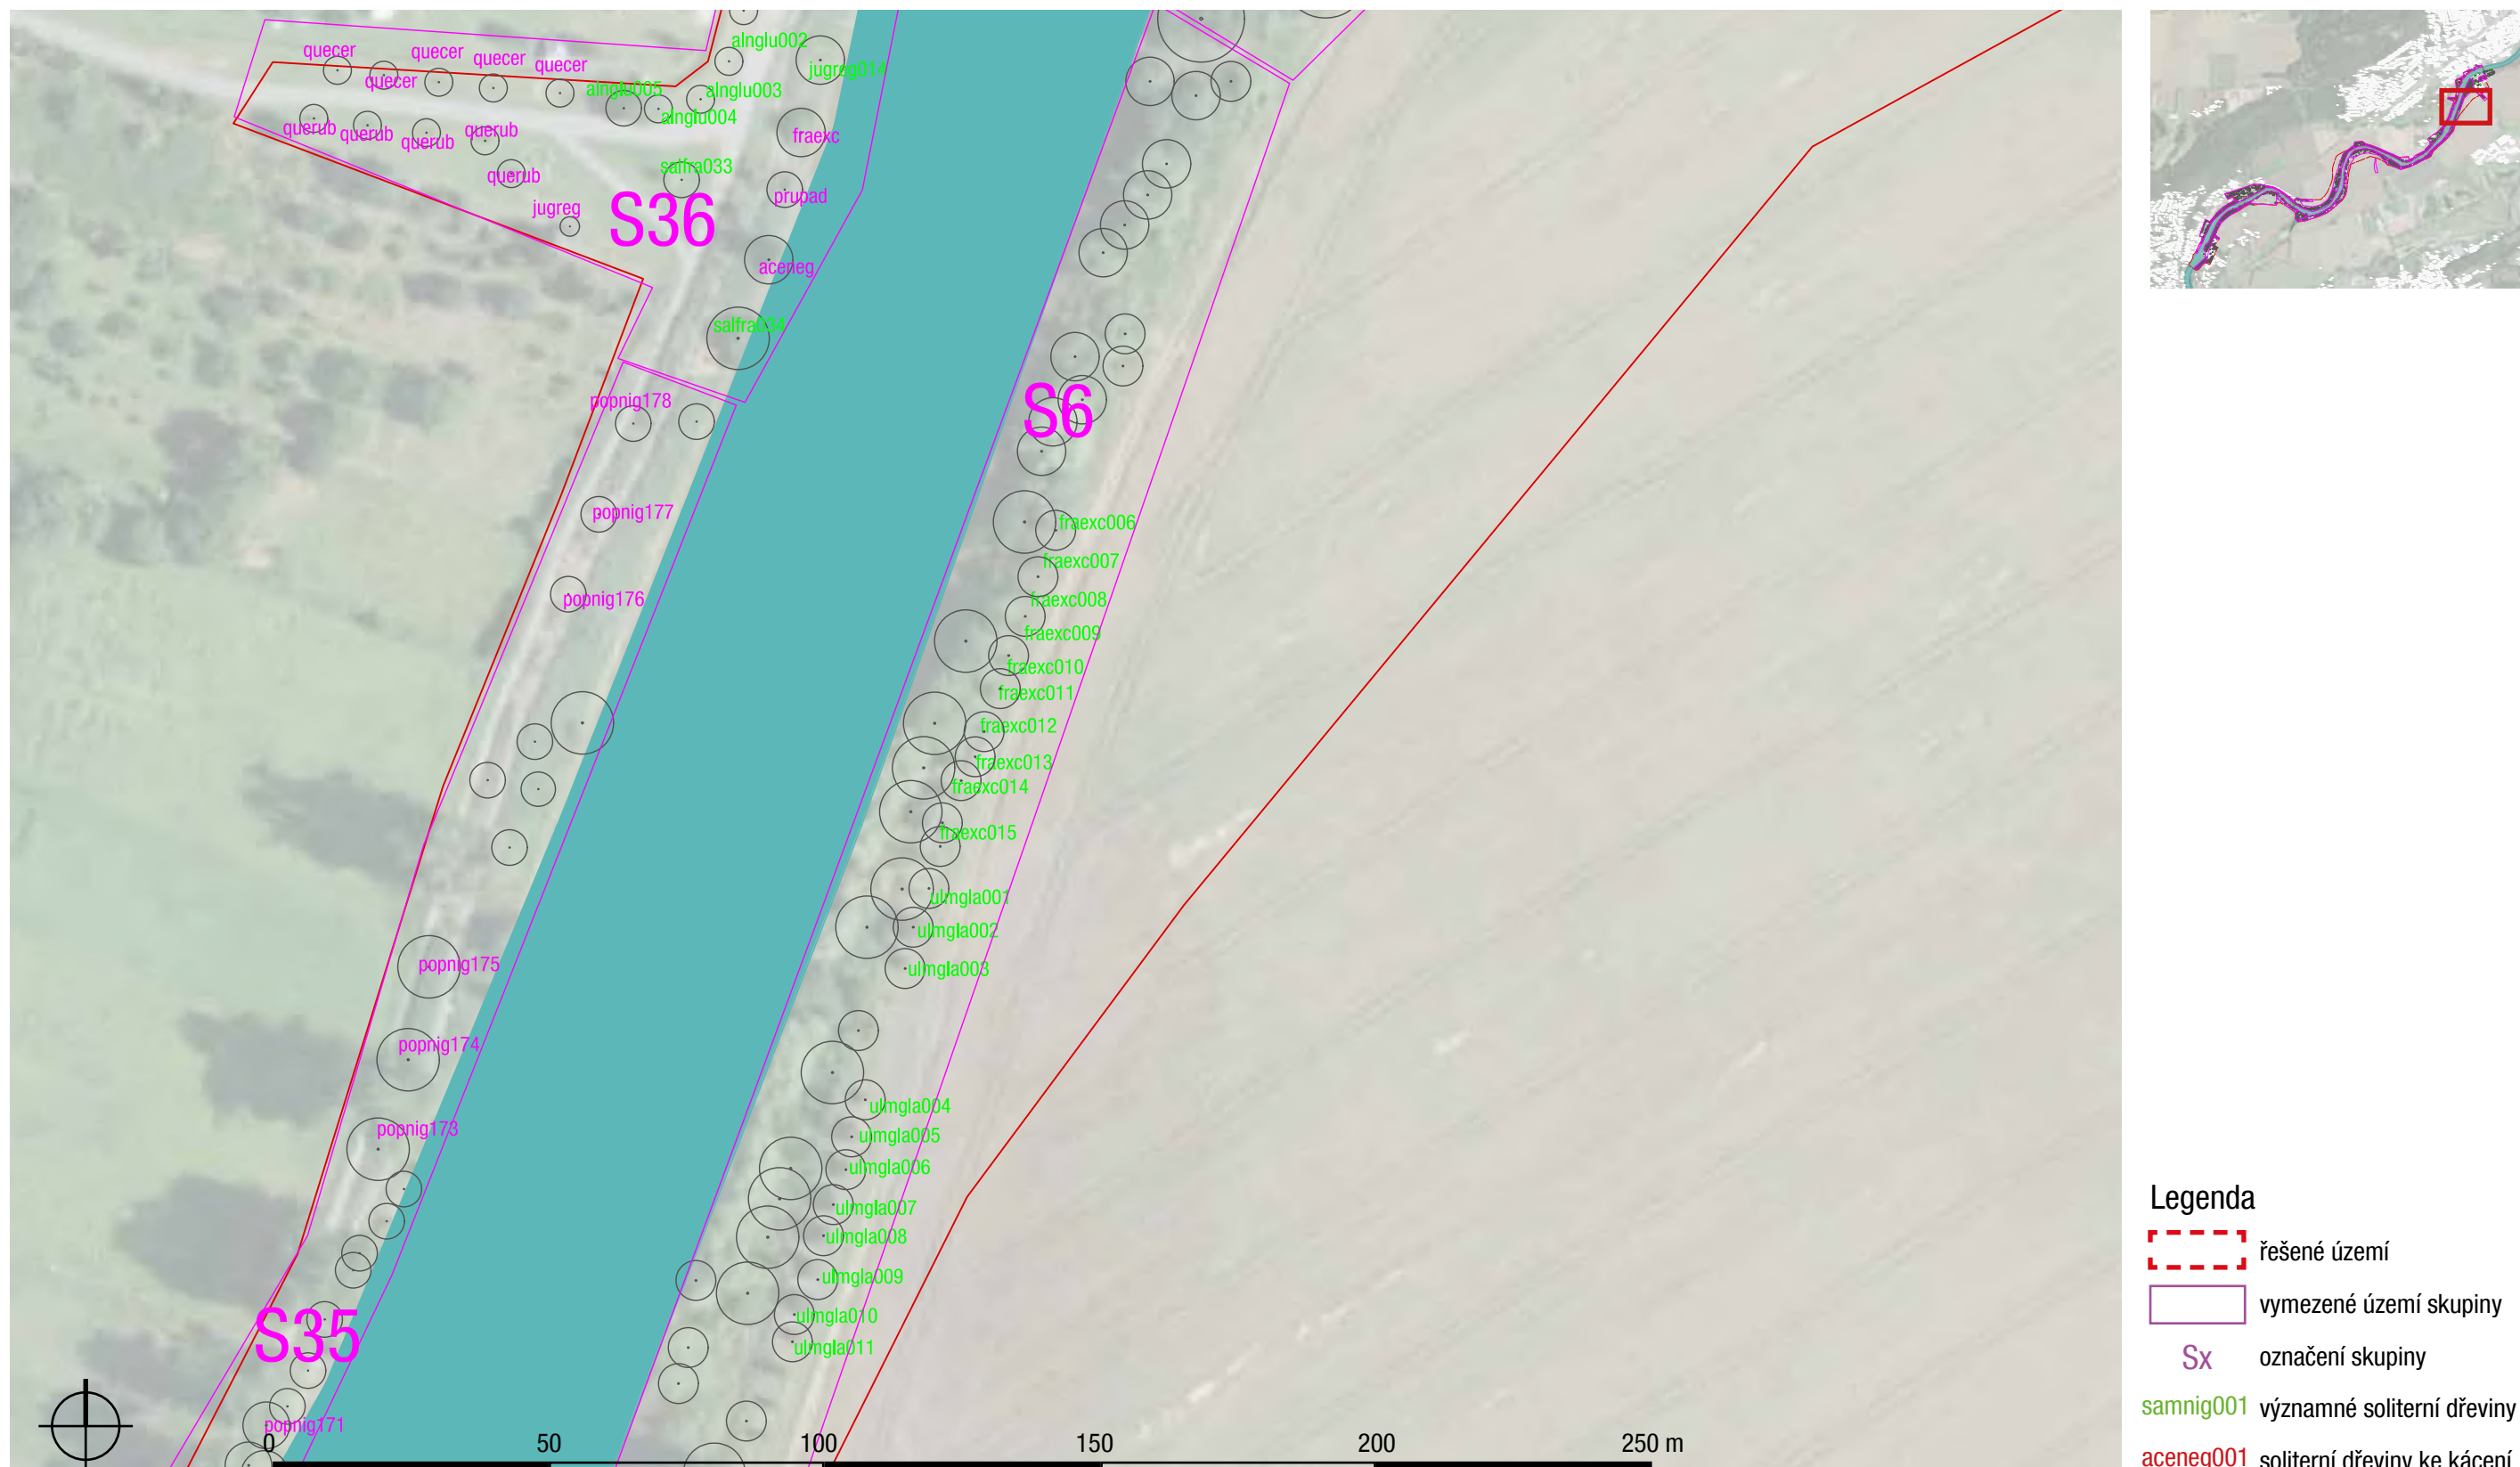 alnglu002
quecer
quecer
quecer
quecer
jugreg014
quecer
alnglu005
alnglu003
alnglu004
querub
querub
querub
querub
fraexc
salfra033
querub
prupad
jugreg
S36
aceneg
salfra034
popnig178
S6
popnig177
fraexc006
fraexc007
popnig176
fraexc008
fraexc009
fraexc010
fraexc011
fraexc012
fraexc013
fraexc014
fraexc015
ulmgla001
ulmgla002
popnig175
ulmgla003
popnig174
ulmgla004
popnig173
ulmgla005
ulmgla006
ulmgla007
ulmgla008
ulmgla009
ulmgla010
S35
ulmgla011
popnig171
0 50 100 150 200 250 m
Legenda
řešené území
vymezené území skupiny
Sx označení skupiny
samnig001 významné soliterní dřeviny
aceneg001 soliterní dřeviny ke kácení